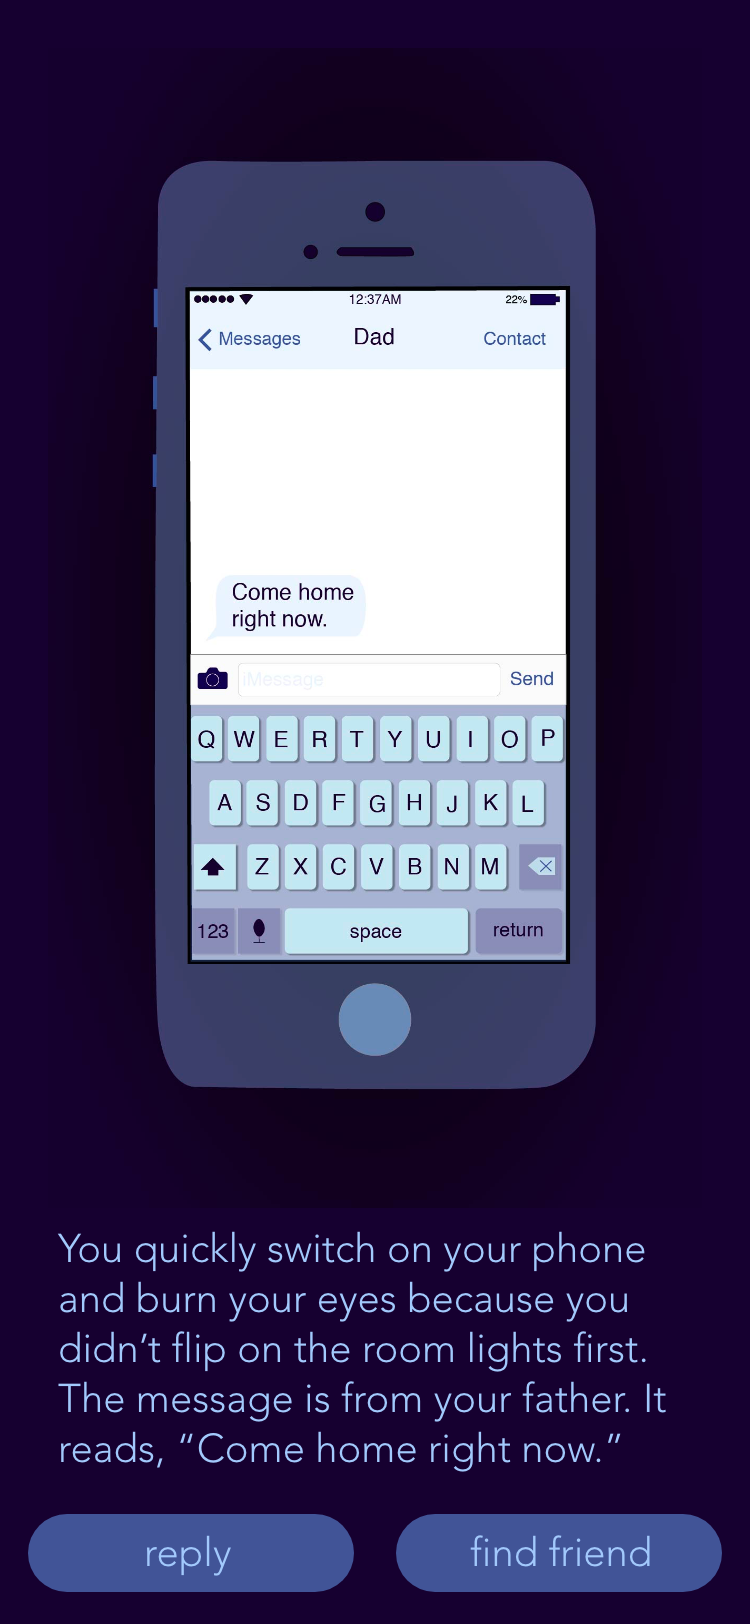 12:37AM 22%
Messages Dad Contact
Come home
right now.
iMessage Send
Q W E R T Y U I O P
A S D F G H J K L
Z X C V B N M
123 space return
You quickly switch on your phone
and burn your eyes because you
didn’t flip on the room lights first.
The message is from your father. It
reads, “Come home right now.”
reply find friend